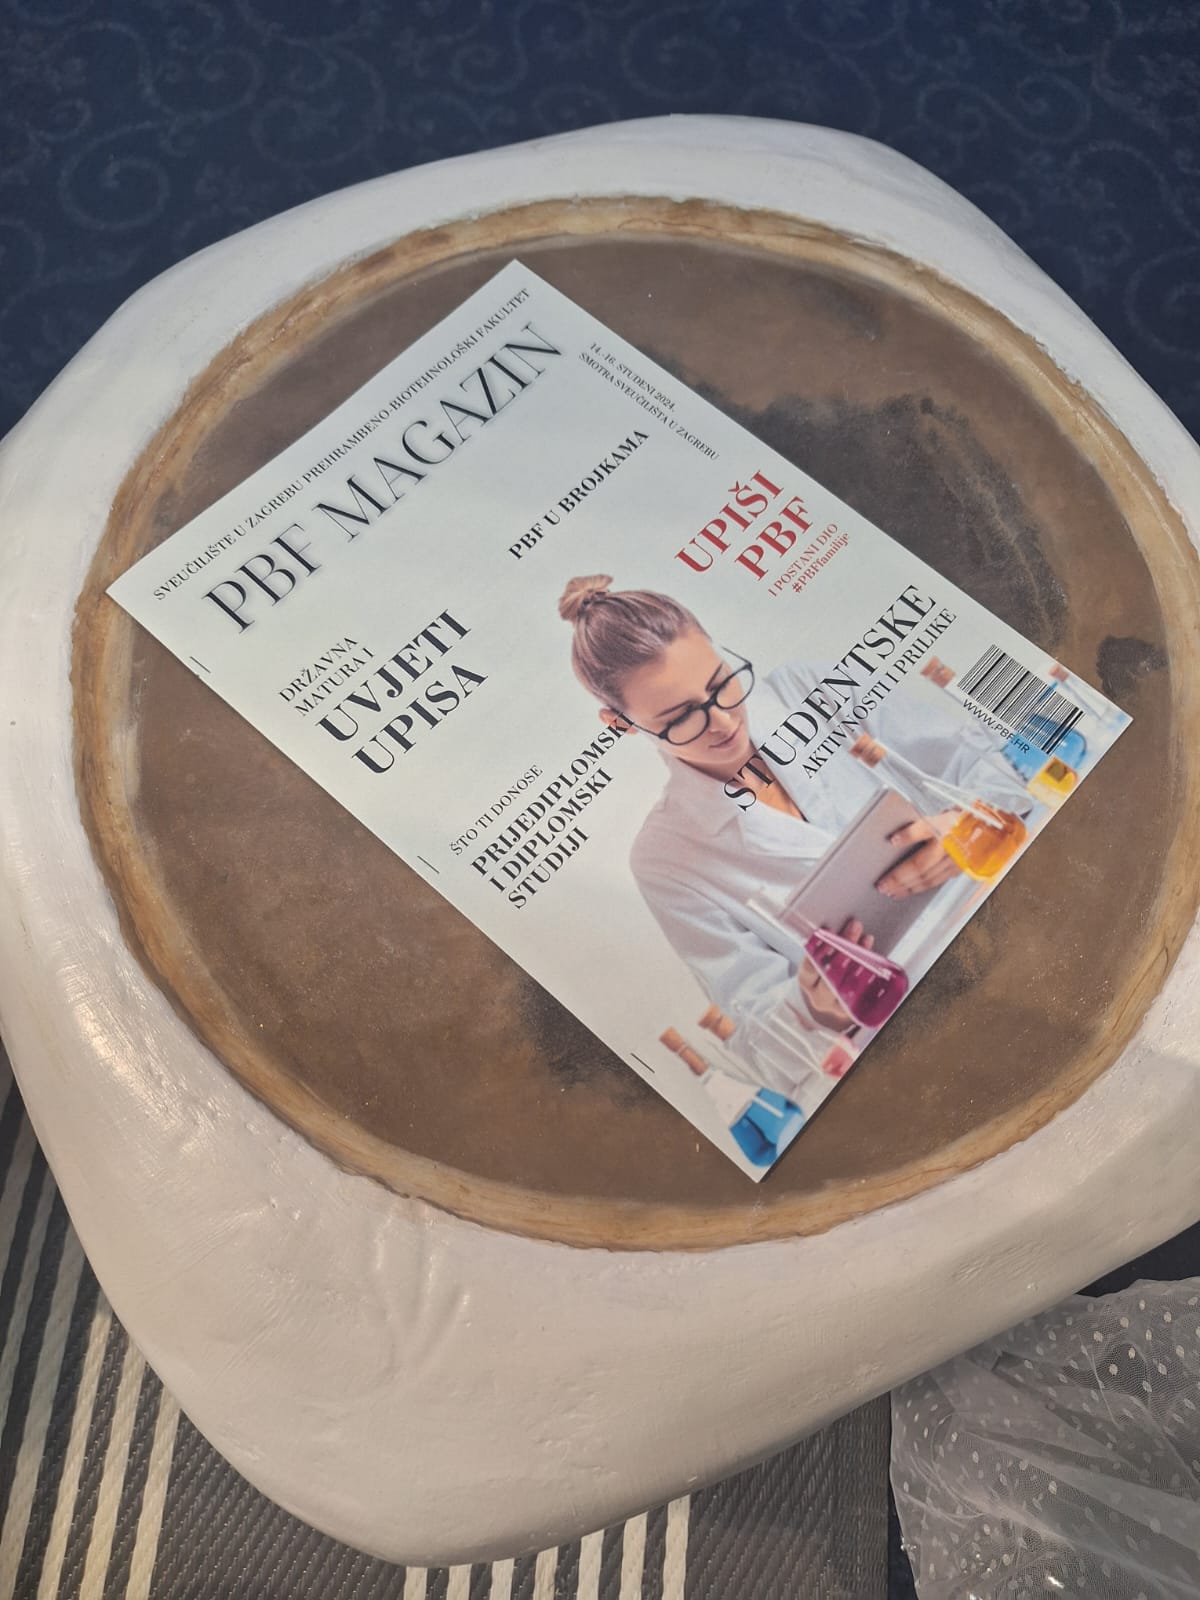 SVEUČILIŠTE U ZAGREBU PREHRAMBENO-BIOTEHNOLOŠKI FAKULTET
PBF MAGAZIN
14.-16. STUDENI 2024.
SMOTRA SVEUČILIŠTA U ZAGREBU
PBF U BROJKAMA
UPIŠI
PBF
I POSTANI DIO
#PBFfamilije
DRŽAVNA
MATURA I
UVJETI
UPISA
ŠTO TI DONOSE
PRIJEDIPLOMSKI
I DIPLOMSKI
STUDIJI
STUDENTSKE
AKTIVNOSTI I PRILIKE
WWW.PBF.HR